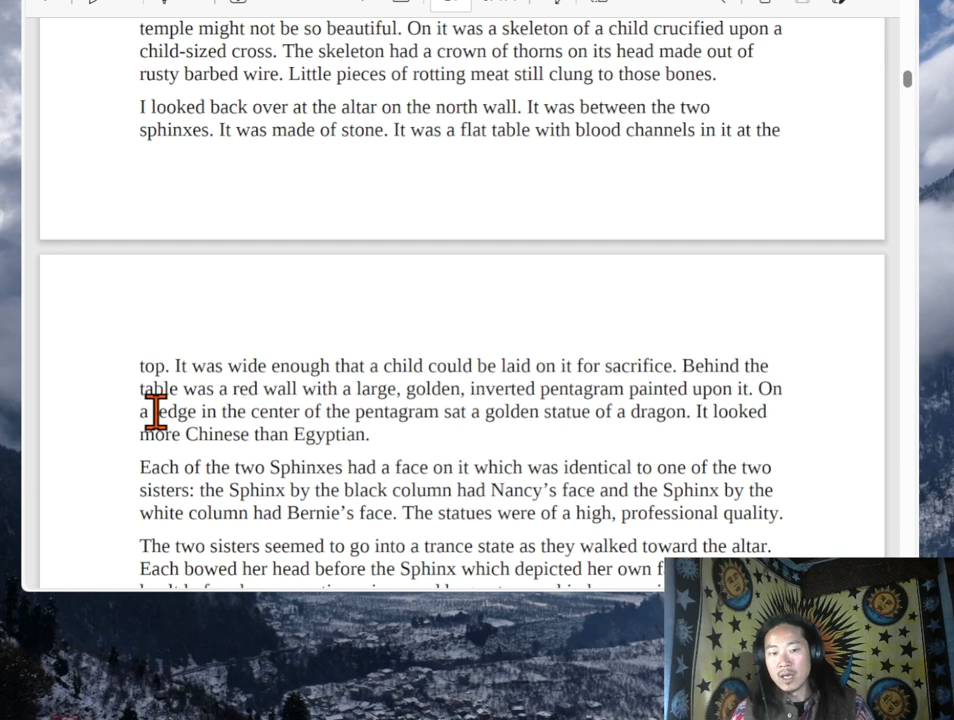 temple might not be so beautiful. On it was a skeleton of a child crucified upon a
child-sized cross. The skeleton had a crown of thorns on its head made out of
rusty barbed wire. Little pieces of rotting meat still clung to those bones.
I looked back over at the altar on the north wall. It was between the two
sphinxes. It was made of stone. It was a flat table with blood channels in it at the
top. It was wide enough that a child could be laid on it for sacrifice. Behind the
table was a red wall with a large, golden, inverted pentagram painted upon it. On
a ledge in the center of the pentagram sat a golden statue of a dragon. It looked
more Chinese than Egyptian.
Each of the two Sphinxes had a face on it which was identical to one of the two
sisters: the Sphinx by the black column had Nancy’s face and the Sphinx by the
white column had Bernie’s face. The statues were of a high, professional quality.
The two sisters seemed to go into a trance state as they walked toward the altar.
Each bowed her head before the Sphinx which depicted her own